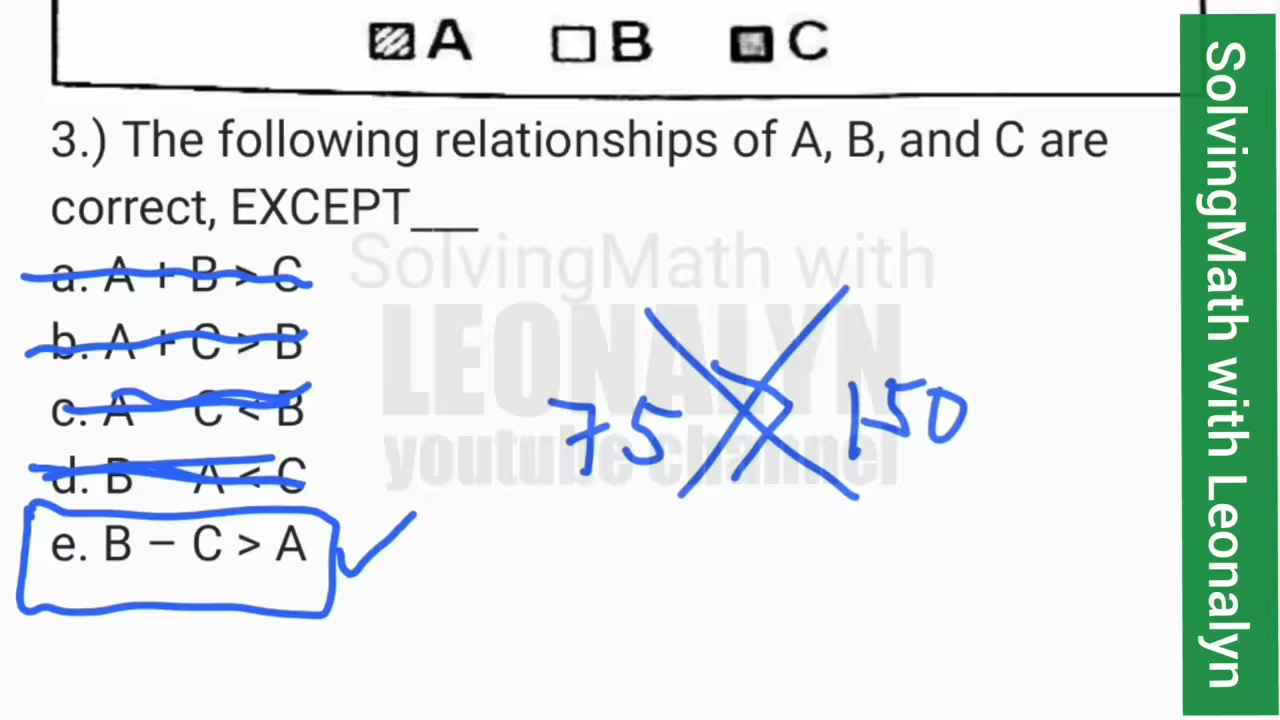 A B C
3.) The following relationships of A, B, and C are
correct, EXCEPT___
a. A + B > C
b. A + C > B
c. A − C < B
d. B − A < C
e. B − C > A
75 > 150
SolvingMath with
LEONALYN
youtube channel
SolvingMath with Leonalyn